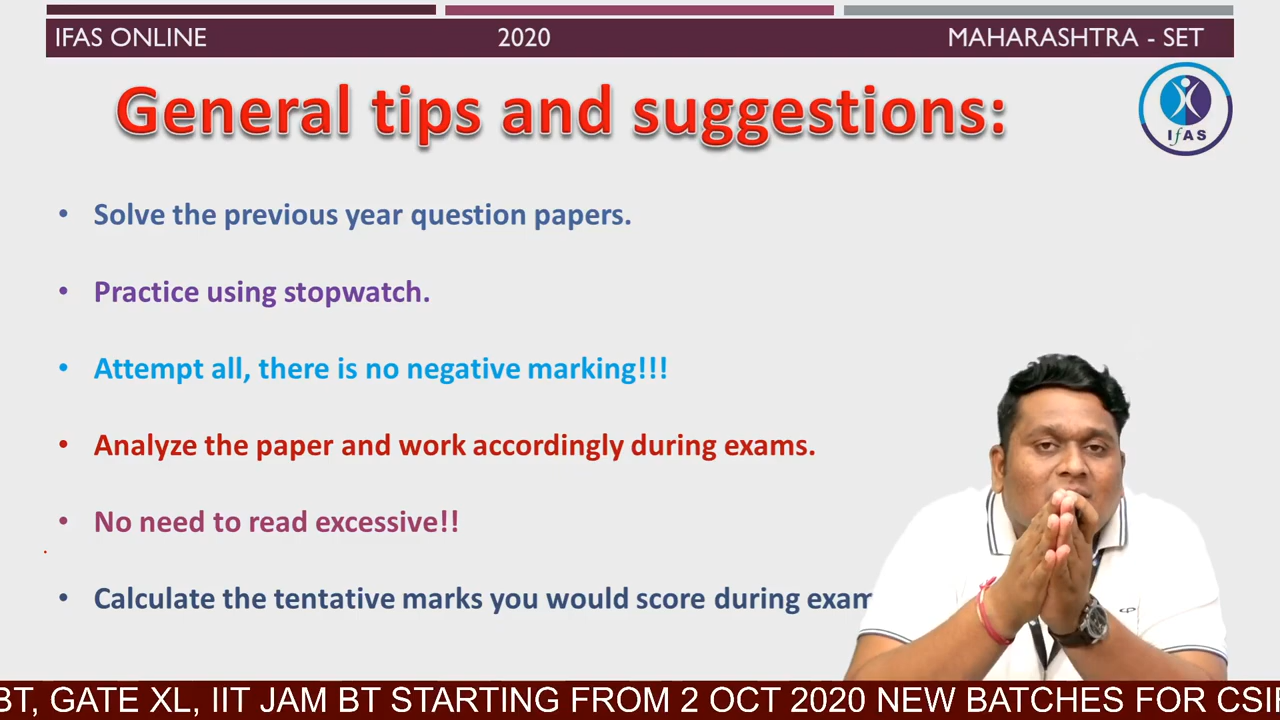 IFAS ONLINE 2020 MAHARASHTRA - SET
General tips and suggestions:
IfAS
• Solve the previous year question papers.
• Practice using stopwatch.
• Attempt all, there is no negative marking!!!
• Analyze the paper and work accordingly during exams.
• No need to read excessive!!
• Calculate the tentative marks you would score during exam
BT, GATE XL, IIT JAM BT STARTING FROM 2 OCT 2020 NEW BATCHES FOR CSIR